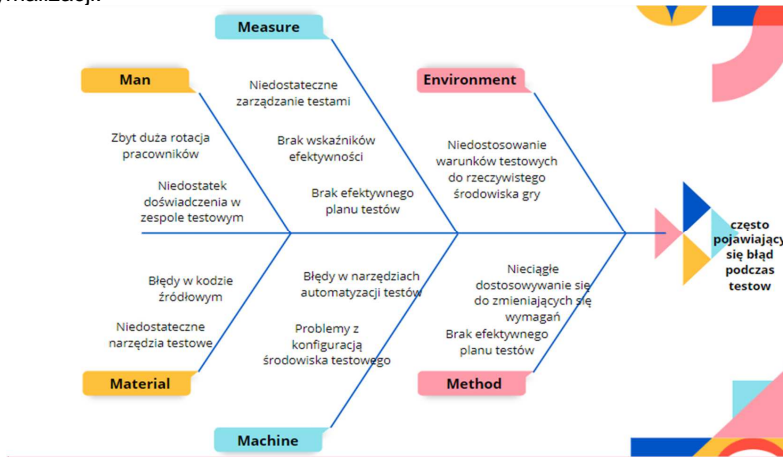 Measure
Man
Environment
Niedostateczne
zarządzanie testami
Zbyt duża rotacja
pracowników
Brak wskaźników
efektywności
Niedostosowanie
warunków testowych
do rzeczywistego
środowiska gry
Niedostatek
doświadczenia w
zespole testowym
Brak efektywnego
planu testów
często
pojawiający
się błąd
podczas
testow
Błędy w kodzie
źródłowym
Błędy w narzędziach
automatyzacji testów
Nieciągłe
dostosowywanie się
do zmieniających się
wymagań
Niedostateczne
narzędzia testowe
Problemy z
konfiguracją
środowiska testowego
Brak efektywnego
planu testów
Material
Method
Machine